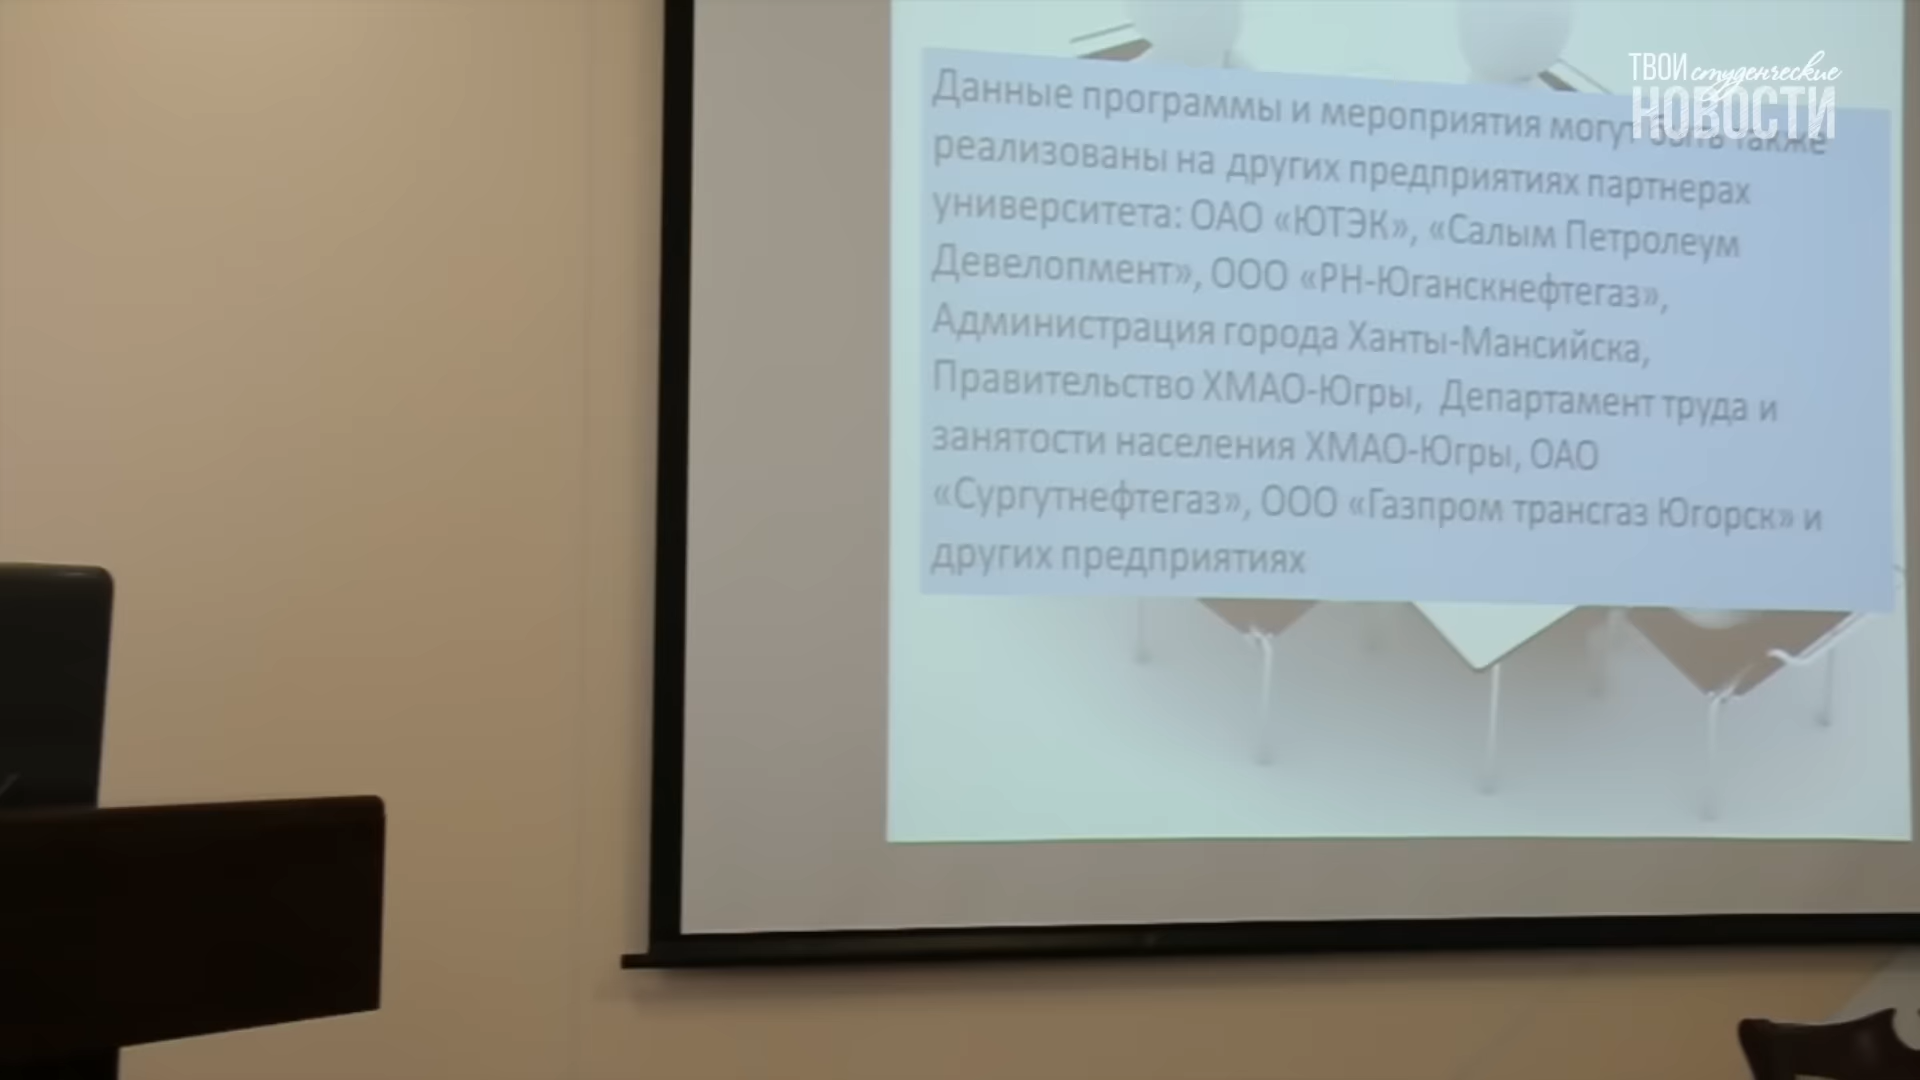 ТВОИ студенческие
НОВОСТИ
Данные программы и мероприятия могут быть также
реализованы на других предприятиях партнерах
университета: ОАО «ЮТЭК», «Салым Петролеум
Девелопмент», ООО «РН-Юганскнефтегаз»,
Администрация города Ханты-Мансийска,
Правительство ХМАО-Югры, Департамент труда и
занятости населения ХМАО-Югры, ОАО
«Сургутнефтегаз», ООО «Газпром трансгаз Югорск» и
других предприятиях